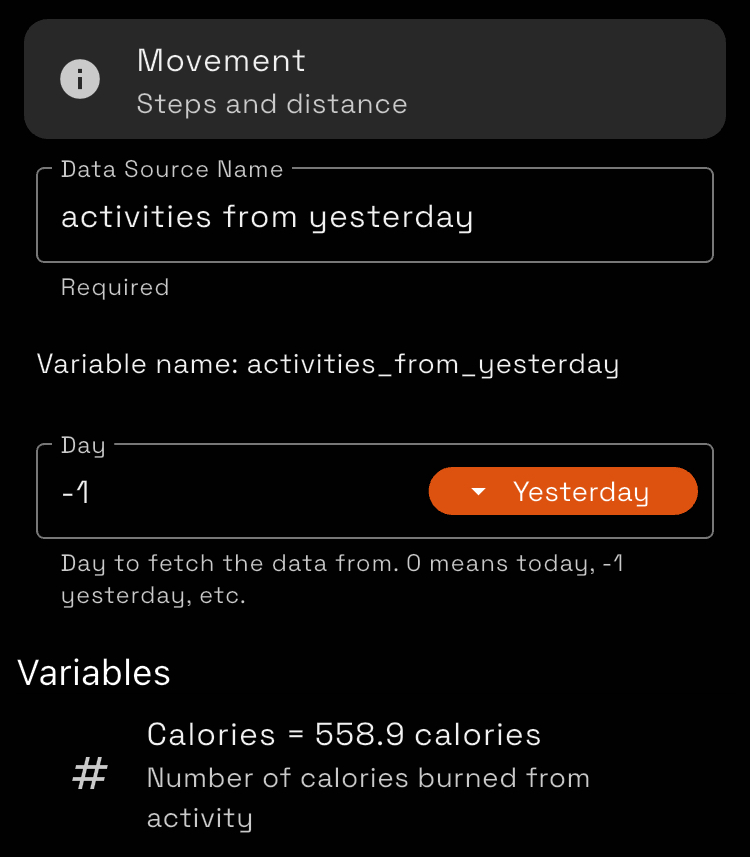 Movement
Steps and distance
Data Source Name
activities from yesterday
Required
Variable name: activities_from_yesterday
Day
-1
Yesterday
Day to fetch the data from. 0 means today, -1
yesterday, etc.
Variables
# Calories = 558.9 calories
Number of calories burned from
activity